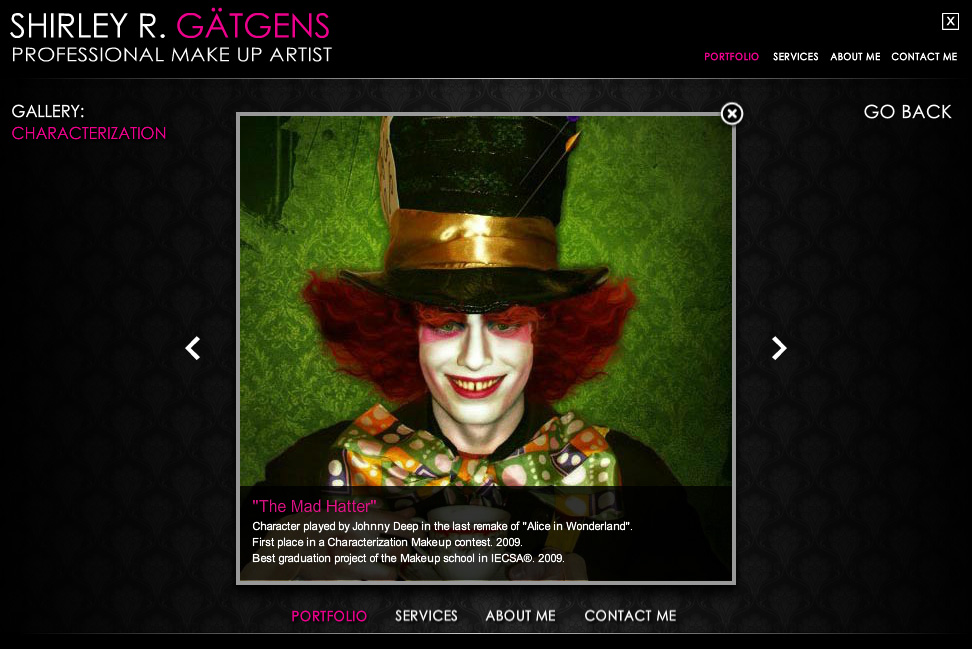 SHIRLEY R. GÄTGENS
PROFESSIONAL MAKE UP ARTIST
X
PORTFOLIO SERVICES ABOUT ME CONTACT ME
GALLERY:
CHARACTERIZATION
GO BACK
"The Mad Hatter"
Character played by Johnny Deep in the last remake of "Alice in Wonderland".
First place in a Characterization Makeup contest. 2009.
Best graduation project of the Makeup school in IECSA®. 2009.
PORTFOLIO SERVICES ABOUT ME CONTACT ME